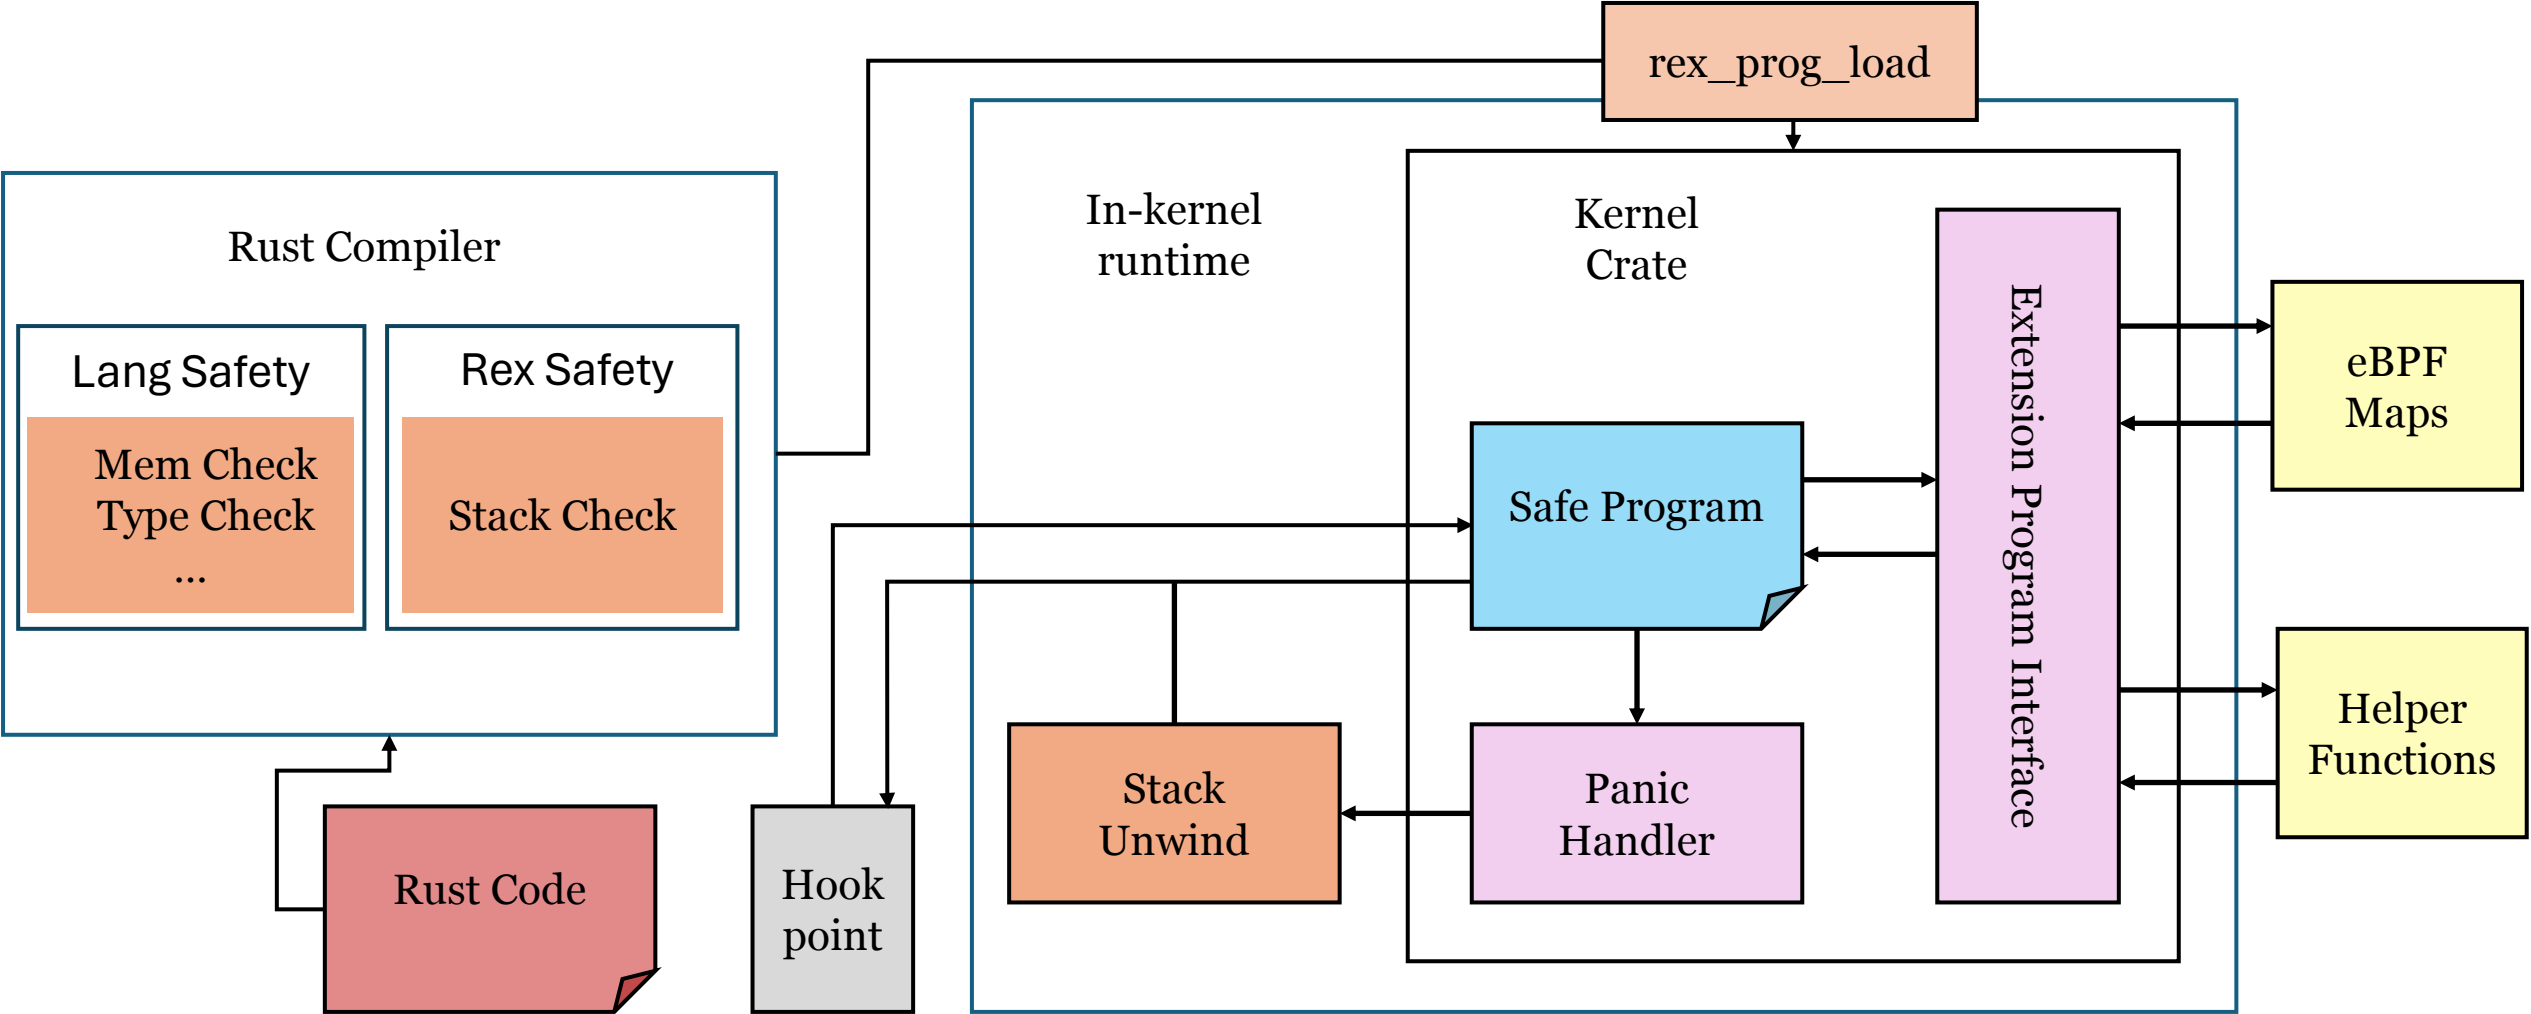 rex_prog_load
Rust Compiler
Lang Safety
Mem Check
Type Check
...
Rex Safety
Stack Check
Rust Code
Hook
point
In-kernel
runtime
Kernel
Crate
Safe Program
Stack
Unwind
Panic
Handler
Extension Program Interface
eBPF
Maps
Helper
Functions